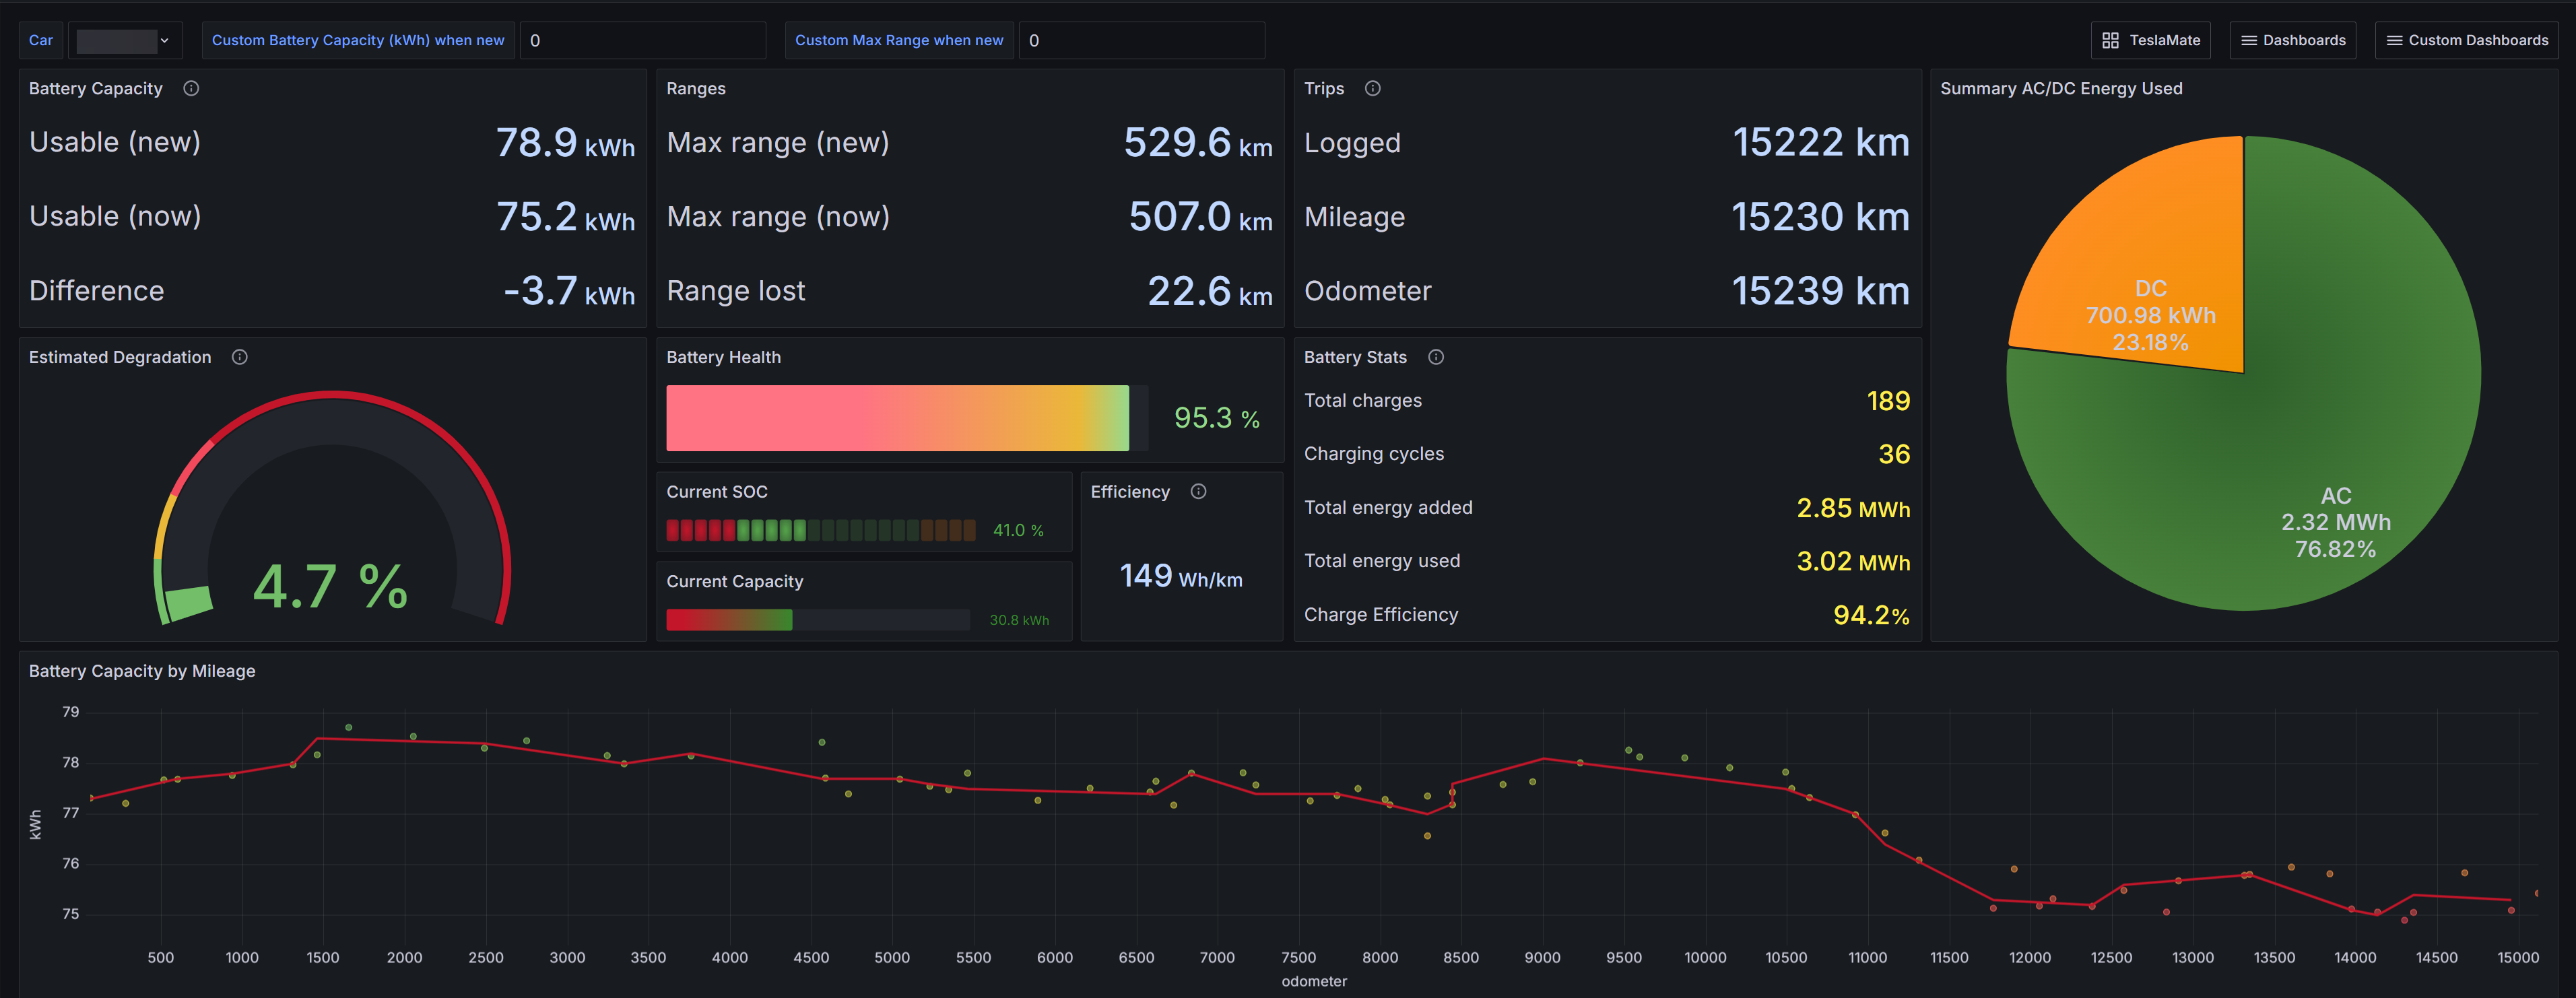 Car
Custom Battery Capacity (kWh) when new 0
Custom Max Range when new 0
TeslaMate
Dashboards
Custom Dashboards
Battery Capacity
Usable (new) 78.9 kWh
Usable (now) 75.2 kWh
Difference -3.7 kWh
Ranges
Max range (new) 529.6 km
Max range (now) 507.0 km
Range lost 22.6 km
Trips
Logged 15222 km
Mileage 15230 km
Odometer 15239 km
Summary AC/DC Energy Used
DC
700.98 kWh
23.18%
AC
2.32 MWh
76.82%
Estimated Degradation
4.7 %
Battery Health
95.3 %
Current SOC
41.0 %
Current Capacity
30.8 kWh
Efficiency
149 Wh/km
Battery Stats
Total charges 189
Charging cycles 36
Total energy added 2.85 MWh
Total energy used 3.02 MWh
Charge Efficiency 94.2%
Battery Capacity by Mileage
79
78
77
76
75
kWh
500 1000 1500 2000 2500 3000 3500 4000 4500 5000 5500 6000 6500 7000 7500 8000 8500 9000 9500 10000 10500 11000 11500 12000 12500 13000 13500 14000 14500 15000
odometer